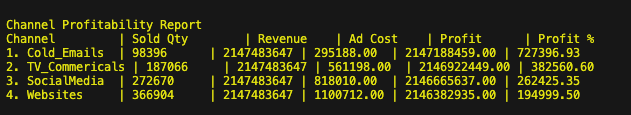 Channel Profitability Report
Channel | Sold Qty | Revenue | Ad Cost | Profit | Profit %
1. Cold_Emails | 98396 | 2147483647 | 295188.00 | 2147188459.00 | 727396.93
2. TV_Commericals | 187066 | 2147483647 | 561198.00 | 2146922449.00 | 382560.60
3. SocialMedia | 272670 | 2147483647 | 818010.00 | 2146665637.00 | 262425.35
4. Websites | 366904 | 2147483647 | 1100712.00 | 2146382935.00 | 194999.50